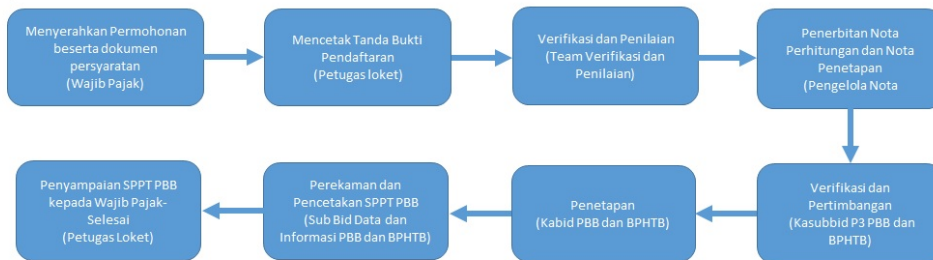 Menyerahkan Permohonan
beserta dokumen
persyaratan
(Wajib Pajak)
Mencetak Tanda Bukti
Pendaftaran
(Petugas loket)
Verifikasi dan Penilaian
(Team Verifikasi dan
Penilaian)
Penerbitan Nota
Perhitungan dan Nota
Penetapan
(Pengelola Nota
Verifikasi dan
Pertimbangan
(Kasubbid P3 PBB dan
BPHTB)
Penetapan
(Kabid PBB dan BPHTB)
Perekaman dan
Pencetakan SPPT PBB
(Sub Bid Data dan
Informasi PBB dan BPHTB)
Penyampaian SPPT PBB
kepada Wajib Pajak-
Selesai
(Petugas Loket)